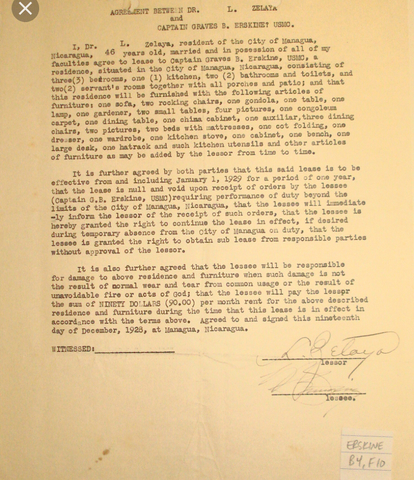 AGREEMENT BETWEEN DR. L. ZELAYA
and
CAPTAIN GRAVES B. ERSKINE, USMC.
I, Dr. L. Zelaya, resident of the City of Managua,
Nicaragua, 46 years old, married and in posession of all my
faculties agree to lease to Captain Graves B. Erskine, USMC, a
residence, situated in the City of Managua, Nicaragua, consisting of
three(3) bedrooms, one (1) kitchen, two (2) bathrooms and toilets, and
two(2) servant's rooms together with all porches and patio; and that
this residence will be furnished with the following articles of
furniture: one sofa, two rocking chairs, one gondola, one table, one
lamp, one gardener, two small tables, four pictures, one congoleum
carpet, one dining table, one shima cabinet, one auxiliar, three dining
chairs, two pictures, two beds with mattresses, one cot folding, one
dresser, one wardrobe, one kitchen stove, one cabinet, one bench, one
large desk, one hatrack and such kitchen utensils and other articles
of furniture as may be added by the lessor from time to time.
It is further agreed by both parties that this said lease is to be
effective from and including January 1, 1929 for a period of one year,
that the lease is null and void upon receipt of orders by the lessee
(Captain G.B. Erskine, USMC)requiring performance of duty beyond the
limits of the City of Managua, Nicaragua, that the lessee will immediate
-ly inform the lessor of the receipt of such orders, that the lessee is
hereby granted the right to continue the lease in effect, if desired
during temporary absence from the City of Managua on duty, that the
lessee is granted the right to obtain sub lease from responsible parties
without approval of the lessor.
It is also further agreed that the lessee will be responsible
for damage to above residence and furniture when such damage is not
the result of normal wear and tear from common usage or the result of
unavoidable fire or acts of God; that the lessee will pay the lessor
the sum of NINETY DOLLARS (90.00) per month rent for the above described
residence and furniture during the time that this lease is in effect in
accordance with the terms above. Agreed to and signed this nineteenth
day of December, 1928, at Managua, Nicaragua.
WITNESSED:
L. Zelaya
lessor
lessee.
ERSKINE
B4, F10